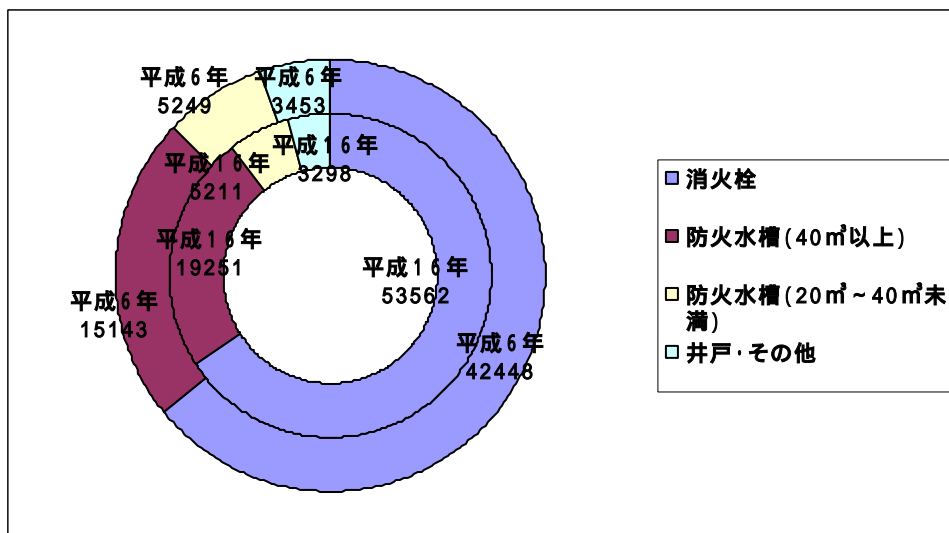 平成6年
5249
平成6年
3453
平成16年
3298
平成16年
5211
平成16年
19251
平成16年
53562
平成6年
15143
平成6年
42448
消火栓
防火水槽(40㎥以上)
防火水槽(20㎥~40㎥未
満)
井戸･その他